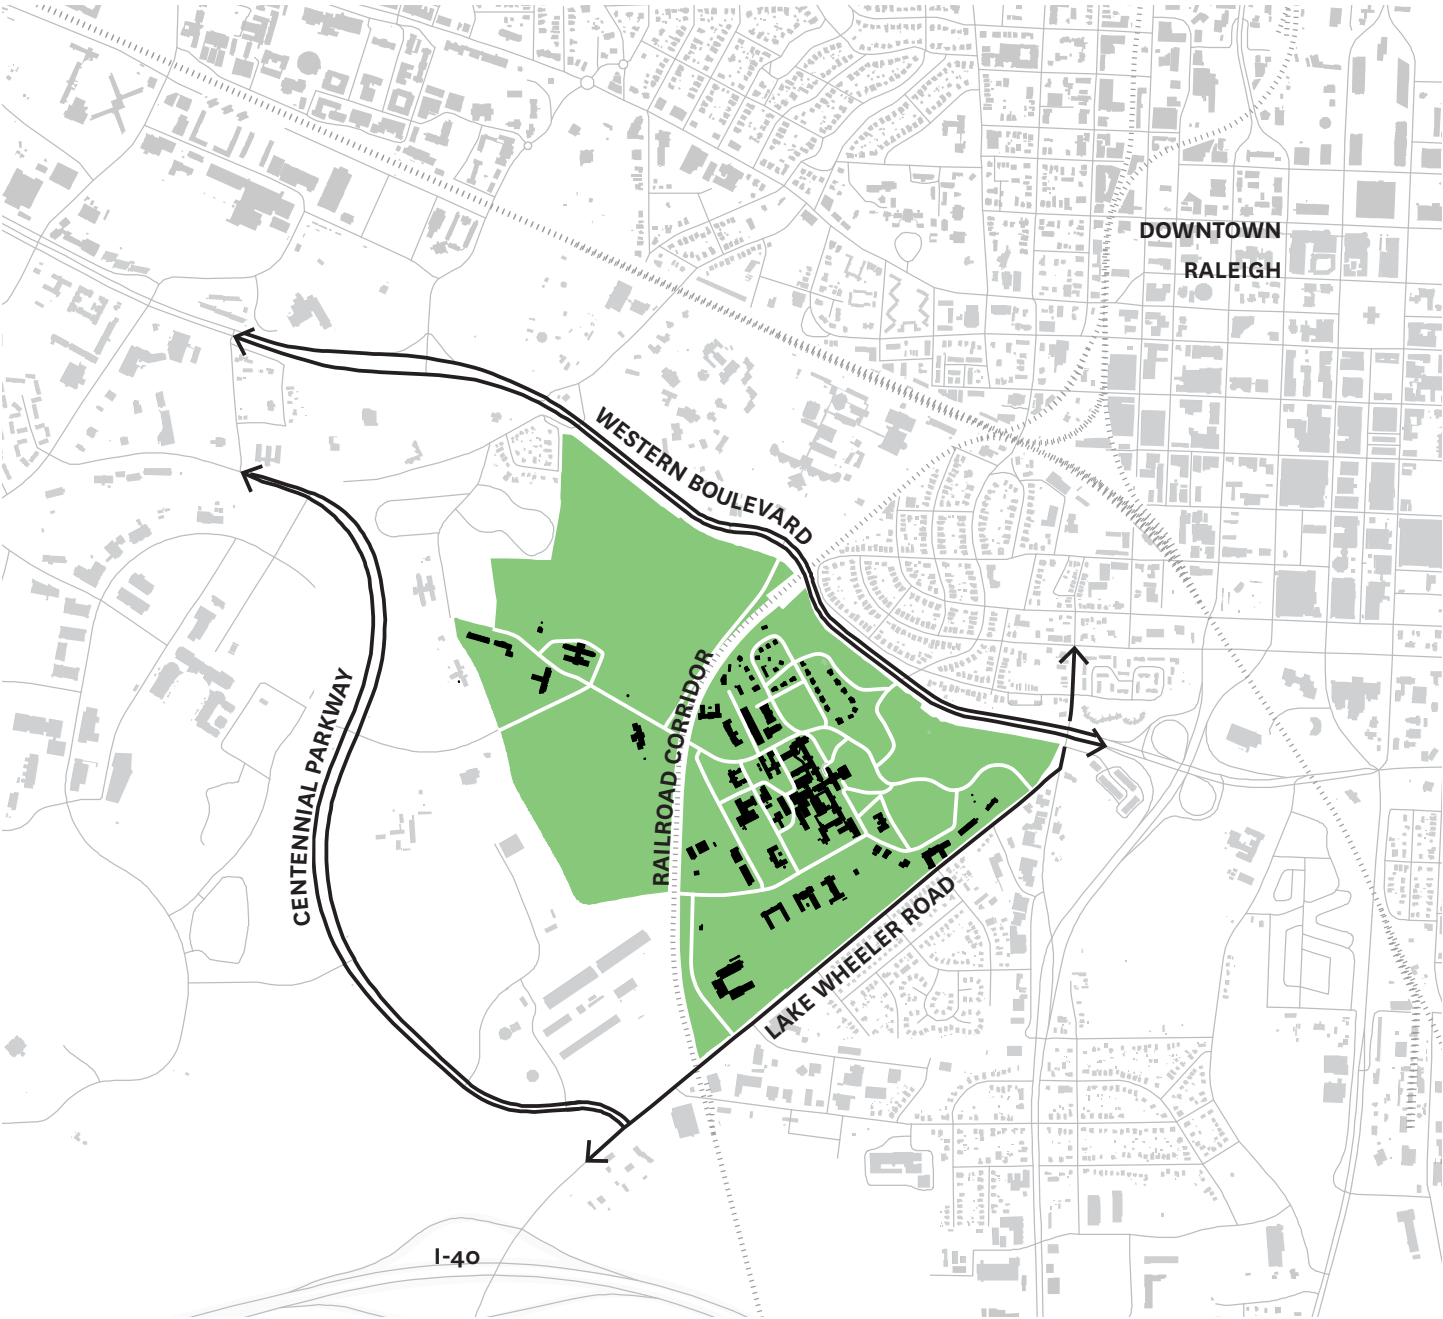 DOWNTOWN
RALEIGH
WESTERN BOULEVARD
RAILROAD CORRIDOR
CENTENNIAL PARKWAY
LAKE WHEELER ROAD
I-40